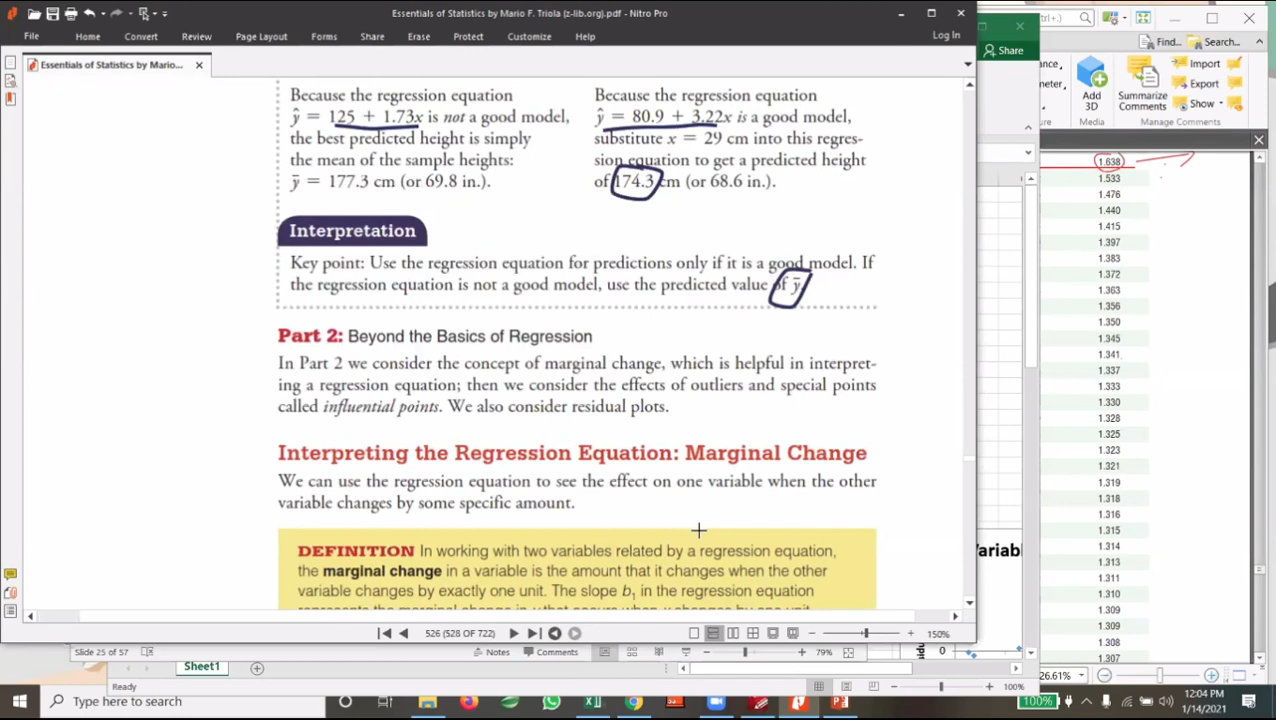 Essentials of Statistics by Mario F. Triola (z-lib.org).pdf - Nitro Pro
File Home Convert Review Customize Help Log In
Essentials of Statistics by Mario...
Because the regression equation
ŷ = 125 + 1.73x is not a good model,
the best predicted height is simply
the mean of the sample heights:
ȳ = 177.3 cm (or 69.8 in.).
Because the regression equation
ŷ = 80.9 + 3.22x is a good model,
substitute x = 29 cm into this regres-
sion equation to get a predicted height
of 174.3 cm (or 68.6 in.).
Interpretation
Key point: Use the regression equation for predictions only if it is a good model. If
the regression equation is not a good model, use the predicted value of ȳ.
Part 2: Beyond the Basics of Regression
In Part 2 we consider the concept of marginal change, which is helpful in interpret-
ing a regression equation; then we consider the effects of outliers and special points
called influential points. We also consider residual plots.
Interpreting the Regression Equation: Marginal Change
We can use the regression equation to see the effect on one variable when the other
variable changes by some specific amount.
DEFINITION In working with two variables related by a regression equation,
the marginal change in a variable is the amount that it changes when the other
variable changes by exactly one unit. The slope b₁ in the regression equation
526 (528 OF 722)
150%
Slide 25 of 57 Notes Comments 79%
Sheet1
Ready 100%
Share
Find... Search...
Add
3D
Summarize
Comments
Import
Export
Show
Manage Comments
1.638
1.533
1.476
1.440
1.415
1.397
1.383
1.372
1.363
1.356
1.350
1.345
1.341
1.337
1.333
1.330
1.328
1.325
1.323
1.321
1.319
1.318
1.316
1.315
1.314
1.313
1.311
1.310
1.309
1.309
1.308
1.307
26.61%
Type here to search
100%
12:04 PM
1/14/2021